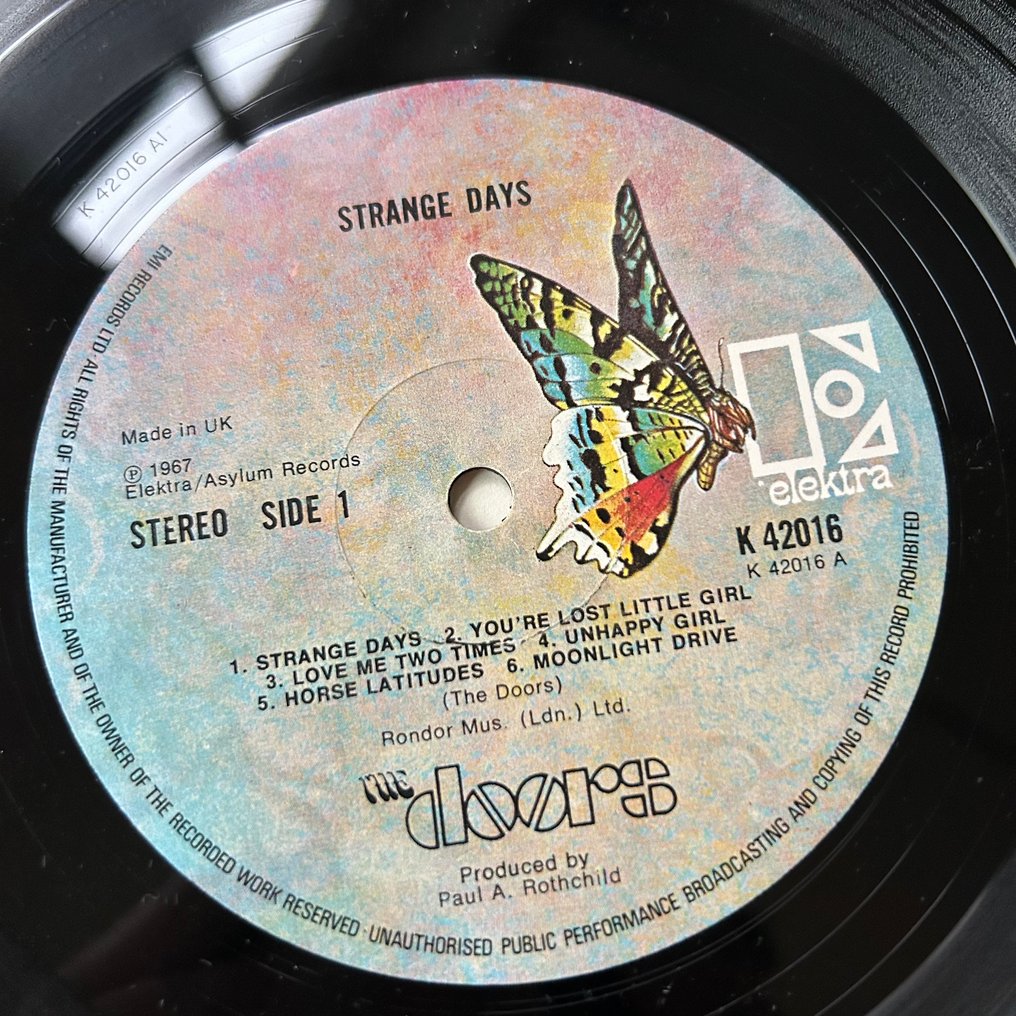 K 42016 A1
STRANGE DAYS
elektra
Made in UK
Ⓟ 1967
Elektra/Asylum Records
STEREO SIDE 1
K 42016
K 42016 A
1. STRANGE DAYS 2. YOU'RE LOST LITTLE GIRL
3. LOVE ME TWO TIMES 4. UNHAPPY GIRL
5. HORSE LATITUDES 6. MOONLIGHT DRIVE
(The Doors)
Rondor Mus. (Ldn.) Ltd.
THE DOORS
Produced by
Paul A. Rothchild
EMI RECORDS LTD · ALL RIGHTS OF THE MANUFACTURER AND OF THE OWNER OF THE RECORDED WORK RESERVED · UNAUTHORISED PUBLIC PERFORMANCE BROADCASTING AND COPYING OF THIS RECORD PROHIBITED